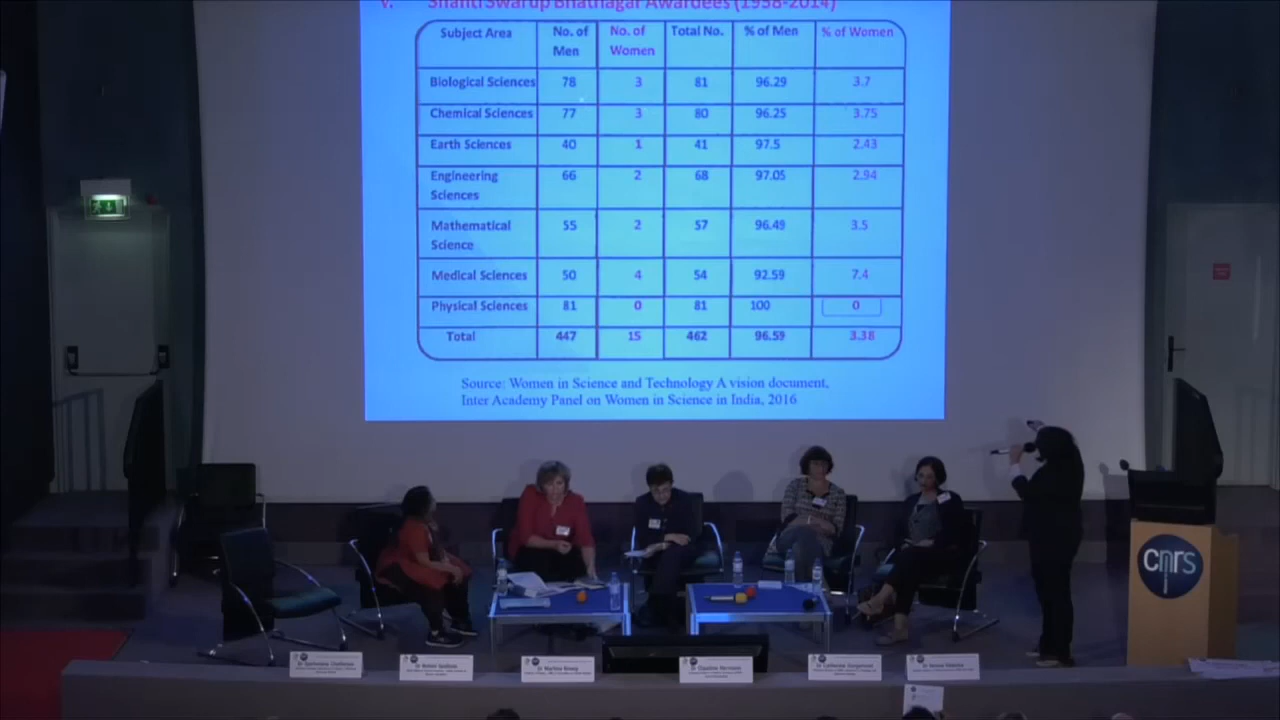 v. Shanti Swarup Bhatnagar Awardees (1958-2014)
Subject Area No. of Men No. of Women Total No. % of Men % of Women
Biological Sciences 78 3 81 96.29 3.7
Chemical Sciences 77 3 80 96.25 3.75
Earth Sciences 40 1 41 97.5 2.43
Engineering Sciences 66 2 68 97.05 2.94
Mathematical Science 55 2 57 96.49 3.5
Medical Sciences 50 4 54 92.59 7.4
Physical Sciences 81 0 81 100 0
Total 447 15 462 96.59 3.38
Source: Women in Science and Technology A vision document,
Inter Academy Panel on Women in Science in India, 2016
cnrs